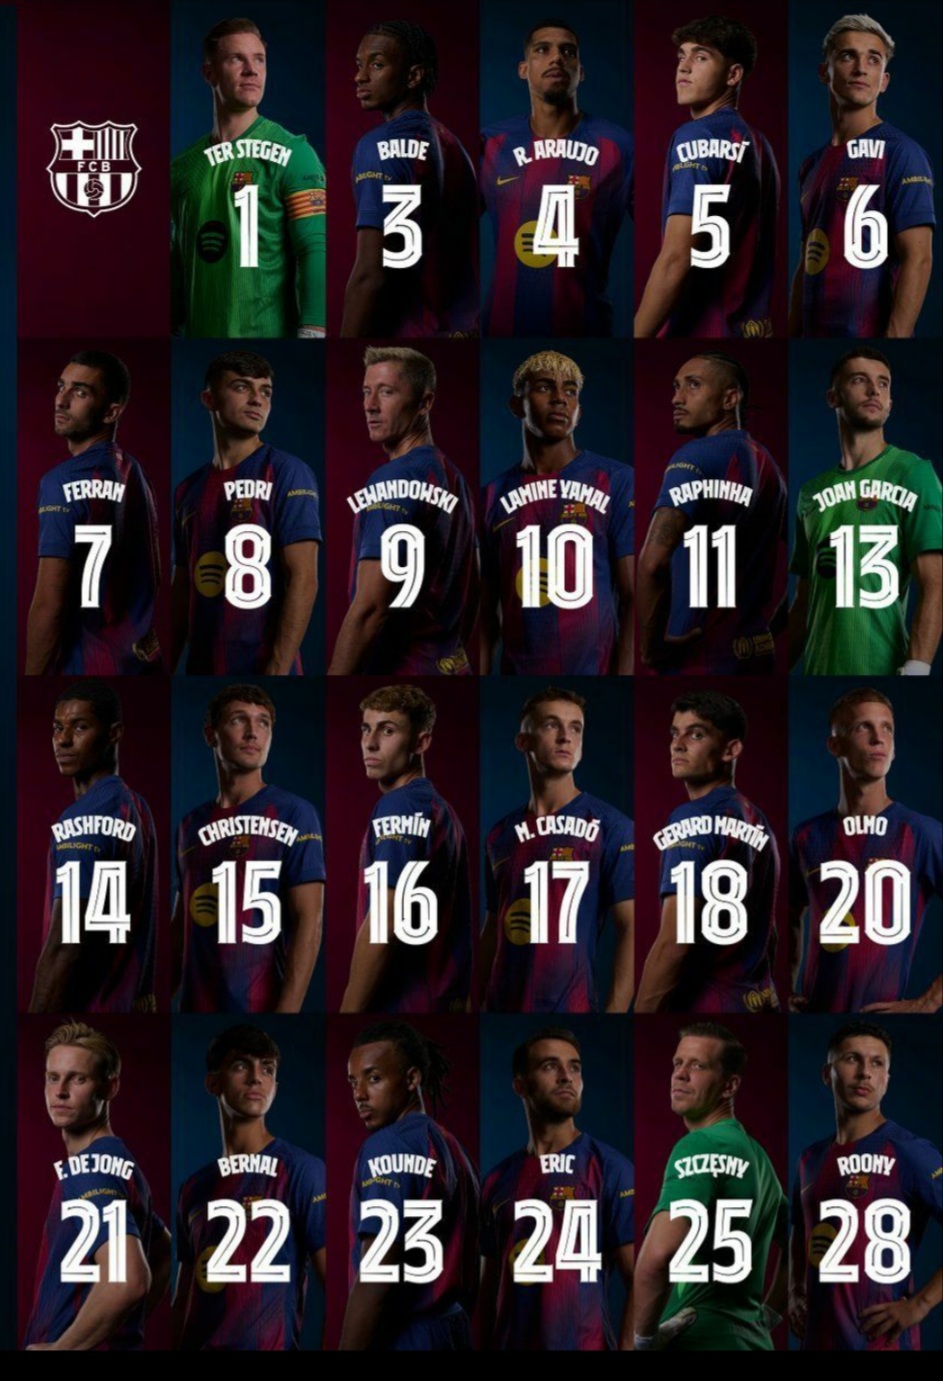 FCB
TER STEGEN
1
BALDE
3
R. ARAUJO
4
CUBARSÍ
5
GAVI
6
FERRAN
7
PEDRI
8
LEWANDOWSKI
9
LAMINE YAMAL
10
RAPHINHA
11
JOAN GARCIA
13
RASHFORD
14
CHRISTENSEN
15
FERMÍN
16
M. CASADÓ
17
GERARD MARTÍN
18
OLMO
20
F. DE JONG
21
BERNAL
22
KOUNDE
23
ERIC
24
SZCZĘSNY
25
ROONY
28